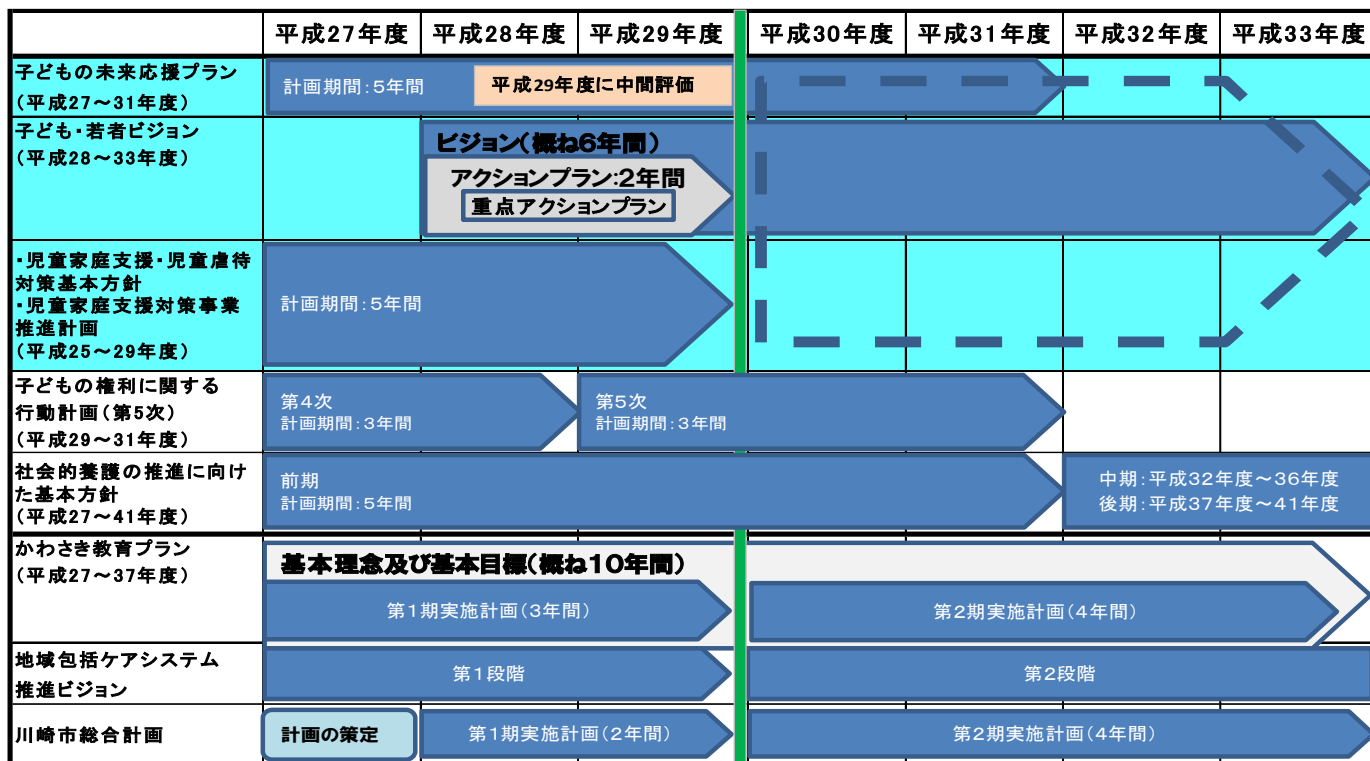 平成27年度 平成28年度 平成29年度 平成30年度 平成31年度 平成32年度 平成33年度
子どもの未来応援プラン
(平成27～31年度)
計画期間:5年間
平成29年度に中間評価
子ども・若者ビジョン
(平成28～33年度)
ビジョン(概ね6年間)
アクションプラン:2年間
重点アクションプラン
・児童家庭支援・児童虐待
対策基本方針
・児童家庭支援対策事業
推進計画
(平成25～29年度)
計画期間:5年間
子どもの権利に関する
行動計画(第5次)
(平成29～31年度)
第4次
計画期間:3年間
第5次
計画期間:3年間
社会的養護の推進に向け
た基本方針
(平成27～41年度)
前期
計画期間:5年間
中期:平成32年度～36年度
後期:平成37年度～41年度
かわさき教育プラン
(平成27～37年度)
基本理念及び基本目標(概ね10年間)
第1期実施計画(3年間)
第2期実施計画(4年間)
地域包括ケアシステム
推進ビジョン
第1段階
第2段階
川崎市総合計画
計画の策定
第1期実施計画(2年間)
第2期実施計画(4年間)